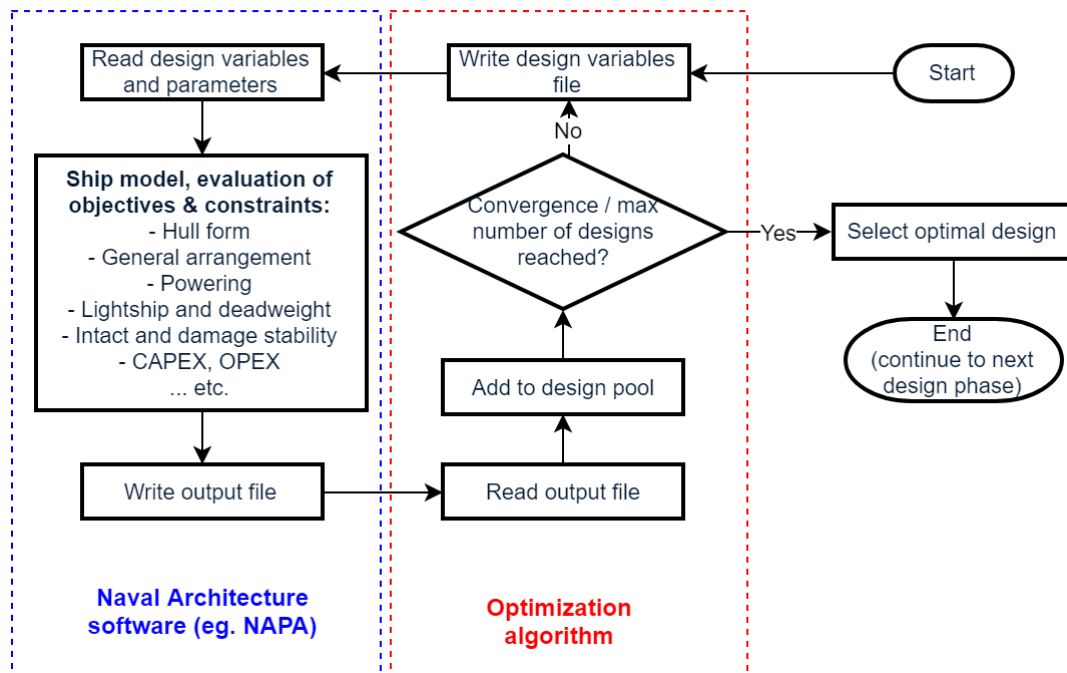 Read design variables
and parameters
Write design variables
file
Start
No
Ship model, evaluation of
objectives & constraints:
- Hull form
- General arrangement
- Powering
- Lightship and deadweight
- Intact and damage stability
- CAPEX, OPEX
... etc.
Convergence / max
number of designs
reached?
Yes
Select optimal design
End
(continue to next
design phase)
Add to design pool
Write output file
Read output file
Naval Architecture
software (eg. NAPA)
Optimization
algorithm